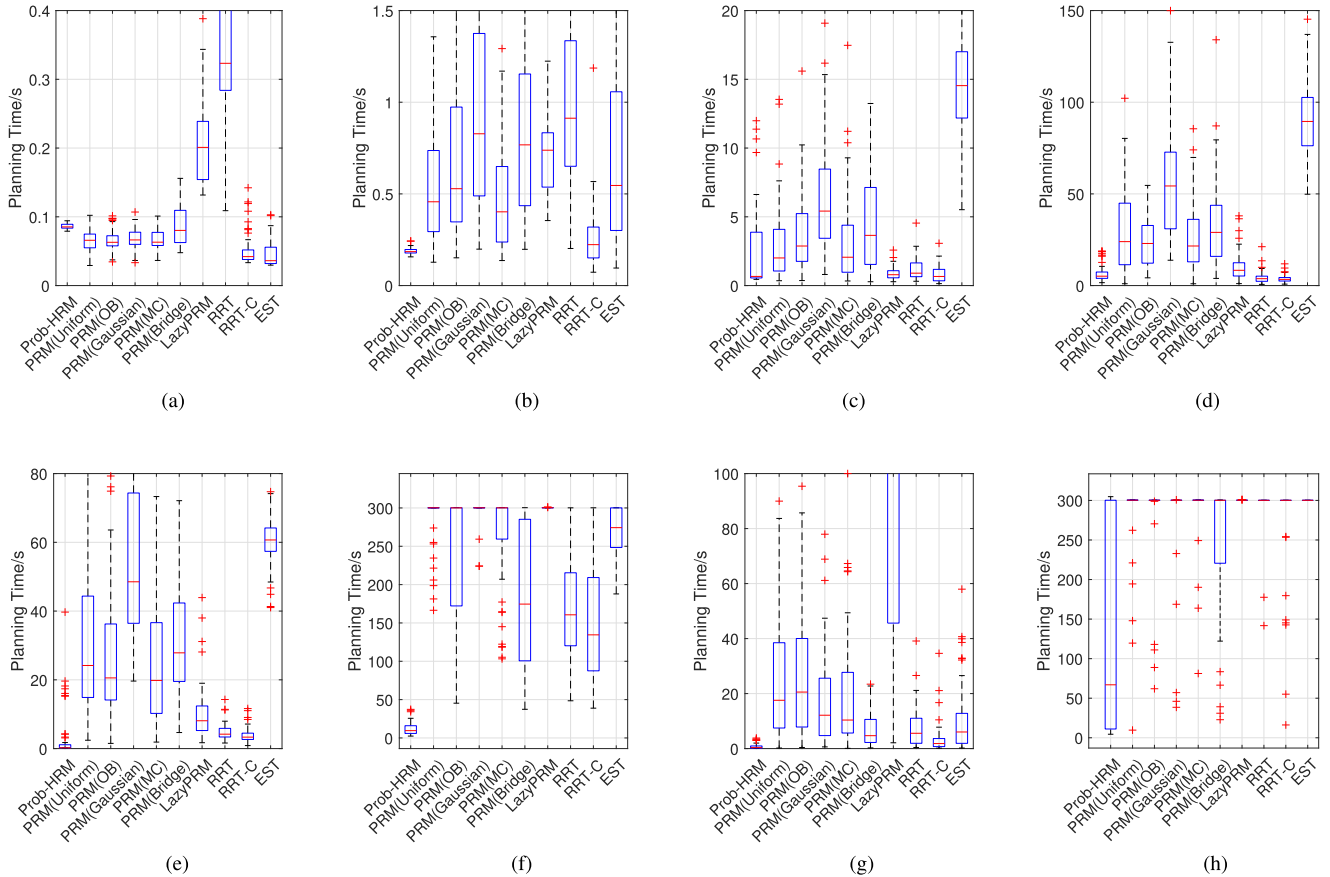 0.4
0.3
0.2
0.1
0
Planning Time/s
Prob-HRM
PRM(Uniform)
PRM(OB)
PRM(Gaussian)
PRM(MC)
PRM(Bridge)
LazyPRM
RRT
RRT-C
EST
(a)
1.5
1
0.5
0
Planning Time/s
Prob-HRM
PRM(Uniform)
PRM(OB)
PRM(Gaussian)
PRM(MC)
PRM(Bridge)
LazyPRM
RRT
RRT-C
EST
(b)
20
15
10
5
0
Planning Time/s
Prob-HRM
PRM(Uniform)
PRM(OB)
PRM(Gaussian)
PRM(MC)
PRM(Bridge)
LazyPRM
RRT
RRT-C
EST
(c)
150
100
50
0
Planning Time/s
Prob-HRM
PRM(Uniform)
PRM(OB)
PRM(Gaussian)
PRM(MC)
PRM(Bridge)
LazyPRM
RRT
RRT-C
EST
(d)
80
60
40
20
0
Planning Time/s
Prob-HRM
PRM(Uniform)
PRM(OB)
PRM(Gaussian)
PRM(MC)
PRM(Bridge)
LazyPRM
RRT
RRT-C
EST
(e)
300
250
200
150
100
50
0
Planning Time/s
Prob-HRM
PRM(Uniform)
PRM(OB)
PRM(Gaussian)
PRM(MC)
PRM(Bridge)
LazyPRM
RRT
RRT-C
EST
(f)
100
80
60
40
20
0
Planning Time/s
Prob-HRM
PRM(Uniform)
PRM(OB)
PRM(Gaussian)
PRM(MC)
PRM(Bridge)
LazyPRM
RRT
RRT-C
EST
(g)
300
250
200
150
100
50
0
Planning Time/s
Prob-HRM
PRM(Uniform)
PRM(OB)
PRM(Gaussian)
PRM(MC)
PRM(Bridge)
LazyPRM
RRT
RRT-C
EST
(h)